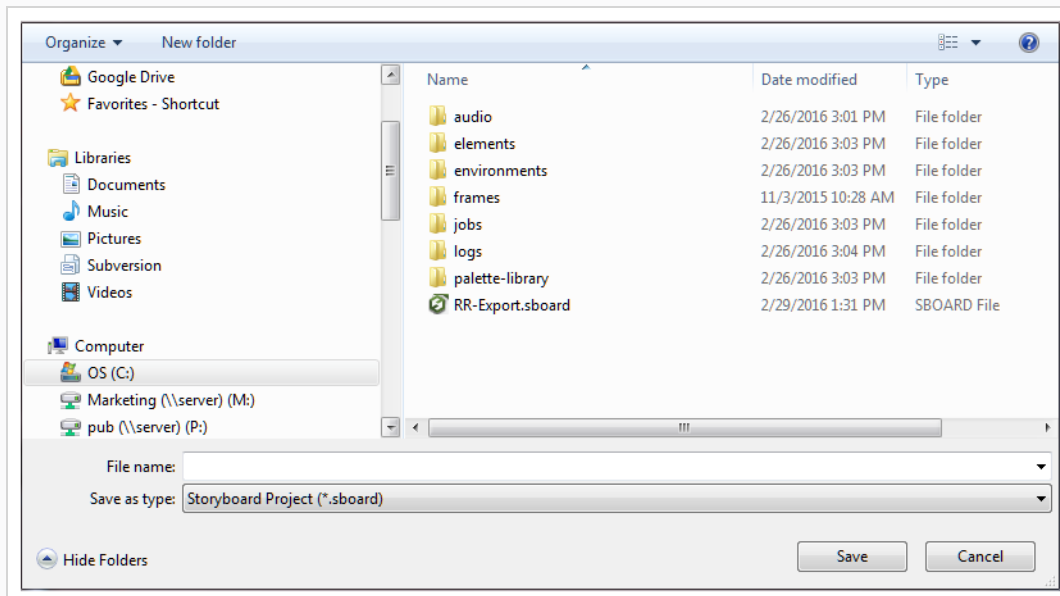 Organize New folder
Google Drive
Favorites - Shortcut
Libraries
Documents
Music
Pictures
Subversion
Videos
Computer
OS (C:)
Marketing (\\server) (M:)
pub (\\server) (P:)
Name Date modified Type
audio 2/26/2016 3:01 PM File folder
elements 2/26/2016 3:03 PM File folder
environments 2/26/2016 3:03 PM File folder
frames 11/3/2015 10:28 AM File folder
jobs 2/26/2016 3:03 PM File folder
logs 2/26/2016 3:04 PM File folder
palette-library 2/26/2016 3:03 PM File folder
RR-Export.sboard 2/29/2016 1:31 PM SBOARD File
File name:
Save as type: Storyboard Project (*.sboard)
Hide Folders Save Cancel